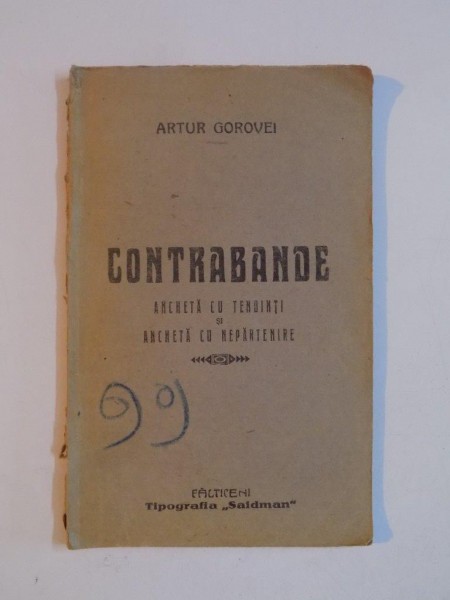 ARTUR GOROVEI
CONTRABANDE
ANCHETĂ CU TENDINȚI
ȘI
ANCHETĂ CU NEPĂRTENIRE
99
FĂLTICENI
Tipografia „Saidman“